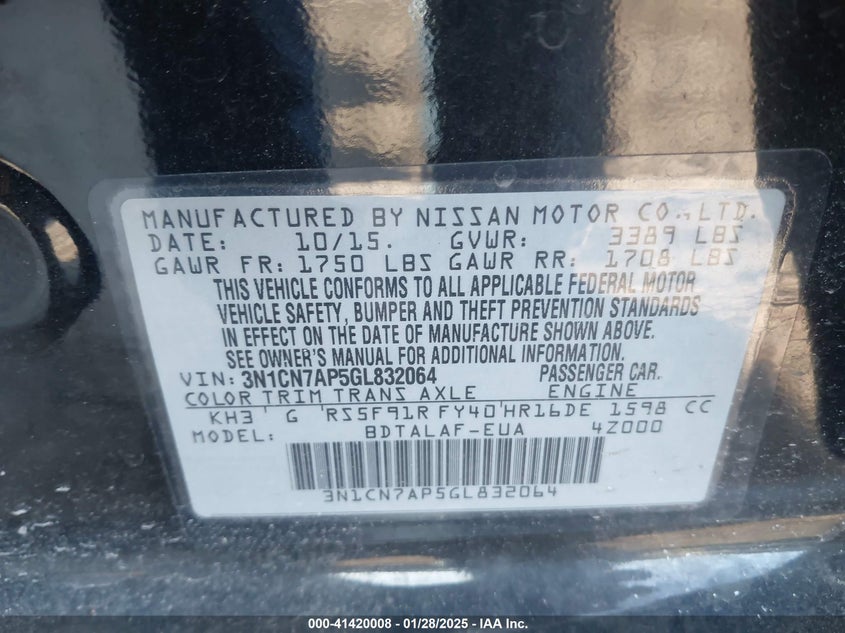 MANUFACTURED BY NISSAN MOTOR CO., LTD.
DATE: 10/15. GVWR: 3389 LBS
GAWR FR: 1750 LBS GAWR RR: 1708 LBS
THIS VEHICLE CONFORMS TO ALL APPLICABLE FEDERAL MOTOR
VEHICLE SAFETY, BUMPER AND THEFT PREVENTION STANDARDS
IN EFFECT ON THE DATE OF MANUFACTURE SHOWN ABOVE.
SEE OWNER'S MANUAL FOR ADDITIONAL INFORMATION.
VIN: 3N1CN7AP5GL832064 PASSENGER CAR.
COLOR TRIM TRANS AXLE ENGINE
KH3 G RS5F91R FY40 HR16DE 1598 CC
MODEL: BDTALAF-EUA 4Z000
3N1CN7AP5GL832064
000-41420008 - 01/28/2025 - IAA, Inc.